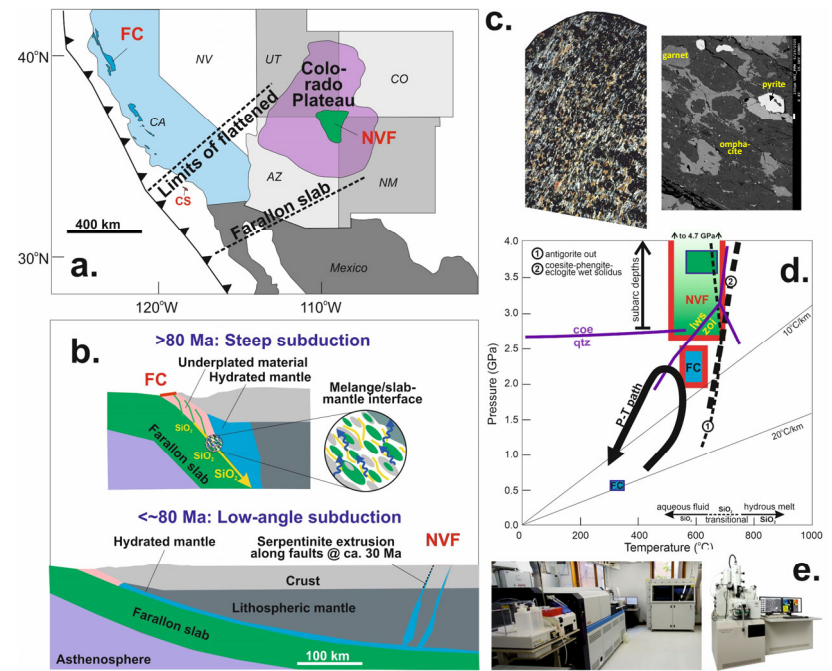 FC
NV
UT
Colo-
rado
Plateau
CO
40°N
CA
NVF
Limits of flattened
Farallon slab
AZ
NM
CS
400 km
30°N
a.
Mexico
120°W
110°W
b.
>80 Ma: Steep subduction
Underplated material
Hydrated mantle
FC
Melange/slab-
mantle interface
SiO₂
SiO₂
SiO₂
Farallon slab
<~80 Ma: Low-angle subduction
Hydrated mantle
Serpentinite extrusion
along faults @ ca. 30 Ma
NVF
Crust
Lithospheric mantle
Farallon slab
100 km
Asthenosphere
c.
garnet
pyrite
ompha-
cite
to 4.7 GPa
4.0
3.5
3.0
2.5
2.0
1.5
1.0
0.5
0.0
Pressure (GPa)
1 antigorite out
2 coesite-phengite-
eclogite wet solidus
subarc depths
NVF
lws
zoi
2
d.
coe
qtz
10°C/km
FC
P-T path
1
20°C/km
FC
aqueous fluid
SiO₂
SiO₂
transitional
hydrous melt
SiO₂
0
200
400
600
800
1000
Temperature (°C)
e.